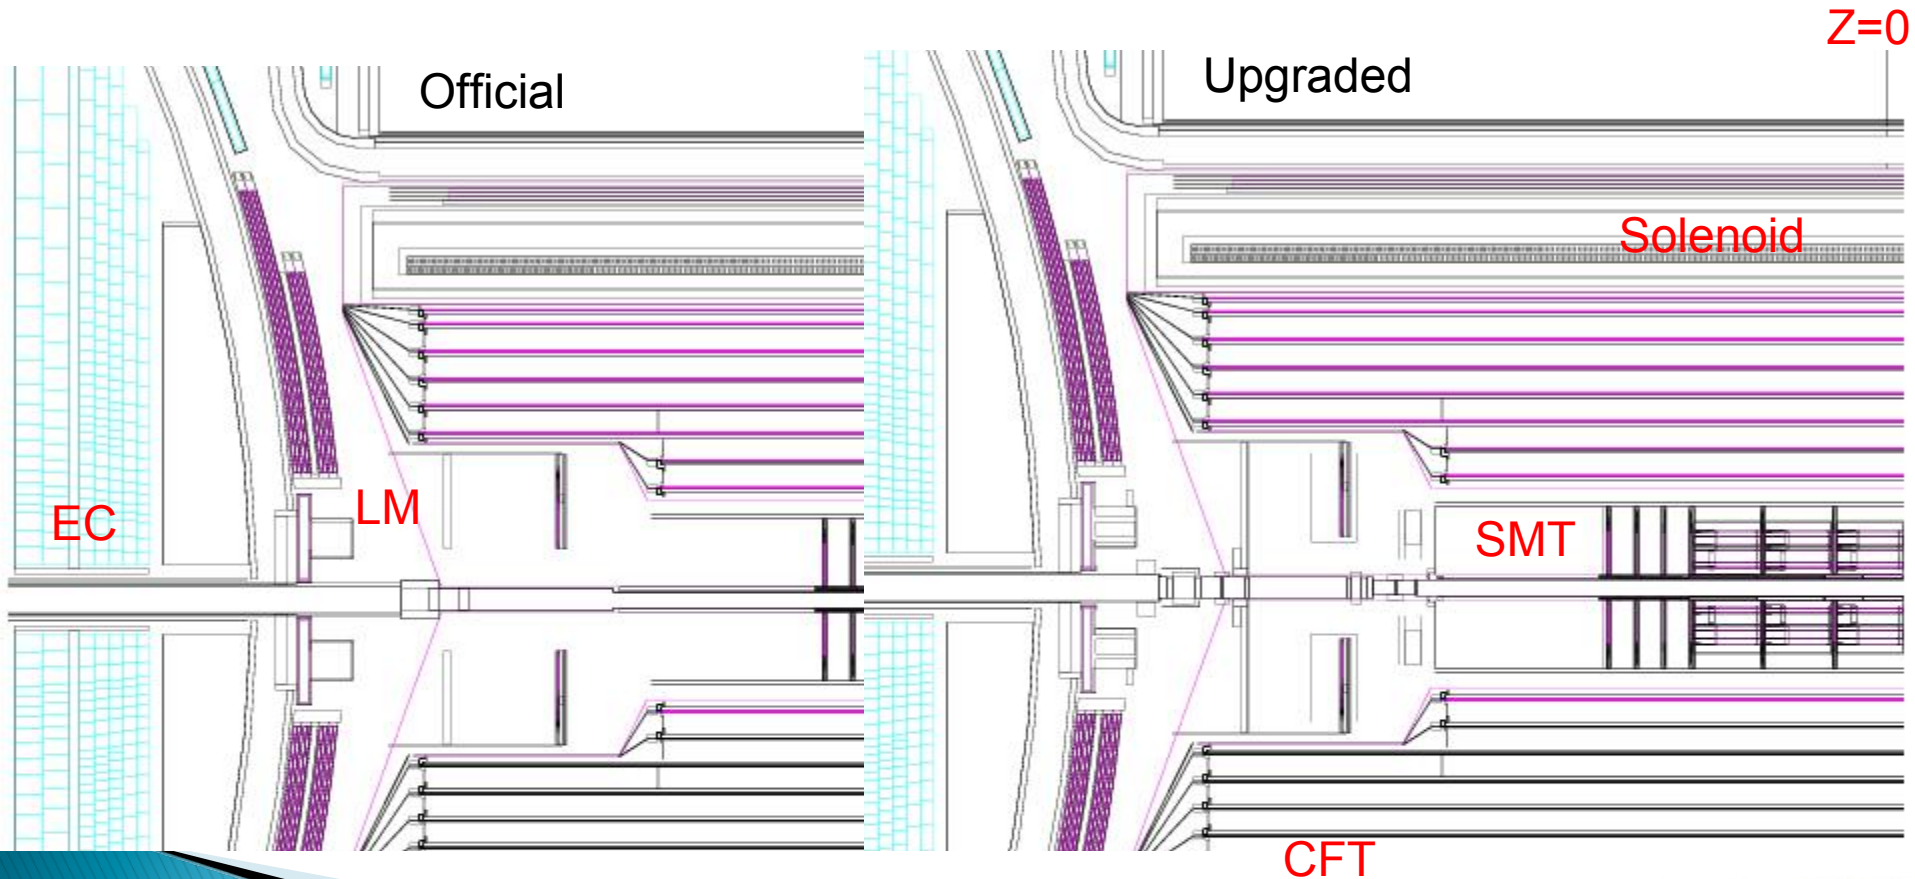 Z=0
Official
Upgraded
Solenoid
EC
LM
SMT
CFT